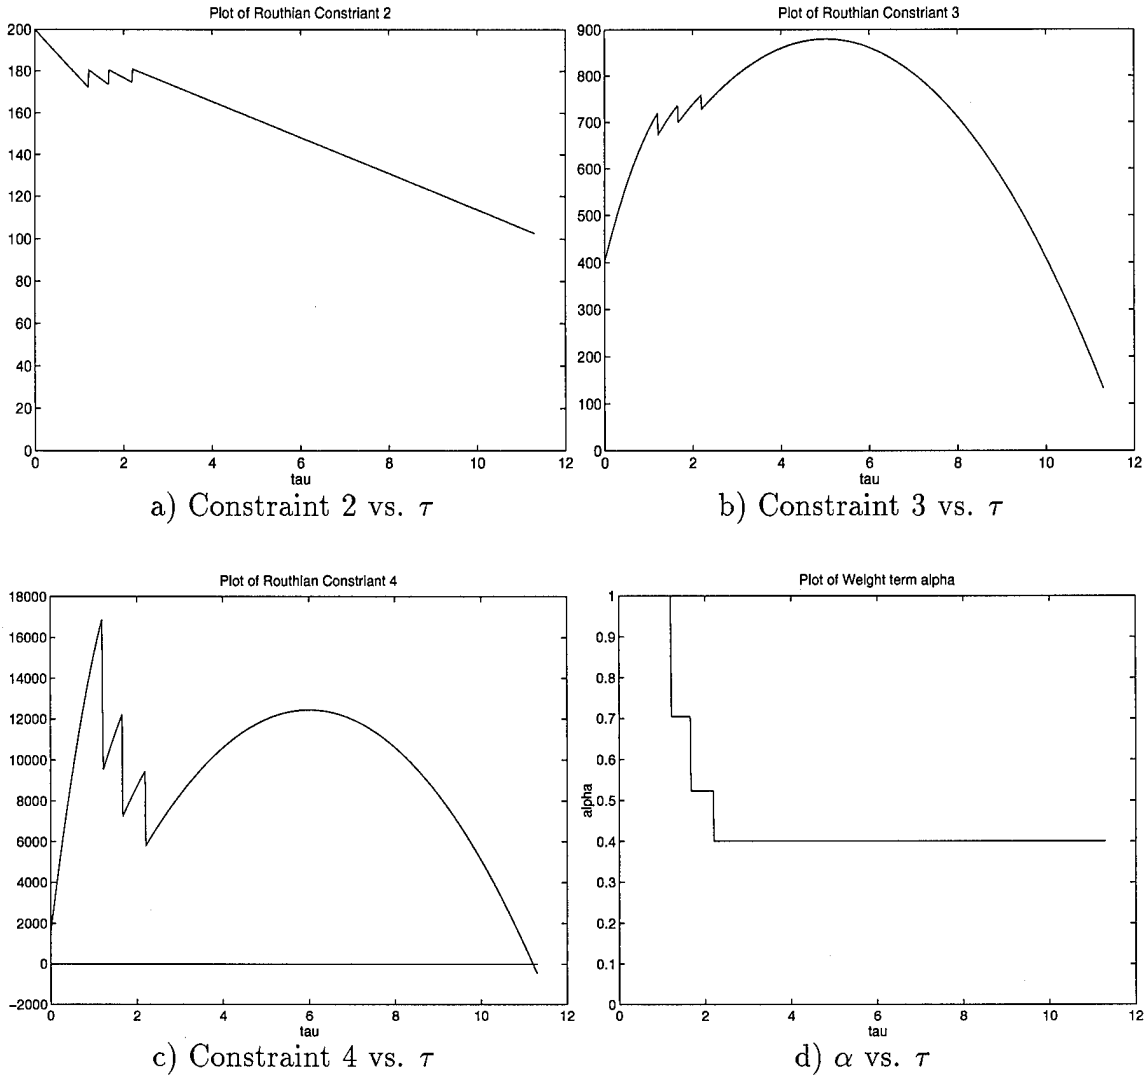 Plot of Routhian Constriant 2
200
180
160
140
120
100
80
60
40
20
0
0 2 4 6 8 10 12
tau
a) Constraint 2 vs. τ
Plot of Routhian Constriant 3
900
800
700
600
500
400
300
200
100
0
0 2 4 6 8 10 12
tau
b) Constraint 3 vs. τ
Plot of Routhian Constriant 4
18000
16000
14000
12000
10000
8000
6000
4000
2000
0
-2000
0 2 4 6 8 10 12
tau
c) Constraint 4 vs. τ
Plot of Weight term alpha
1
0.9
0.8
0.7
0.6
0.5
0.4
0.3
0.2
0.1
0
alpha
0 2 4 6 8 10 12
tau
d) α vs. τ